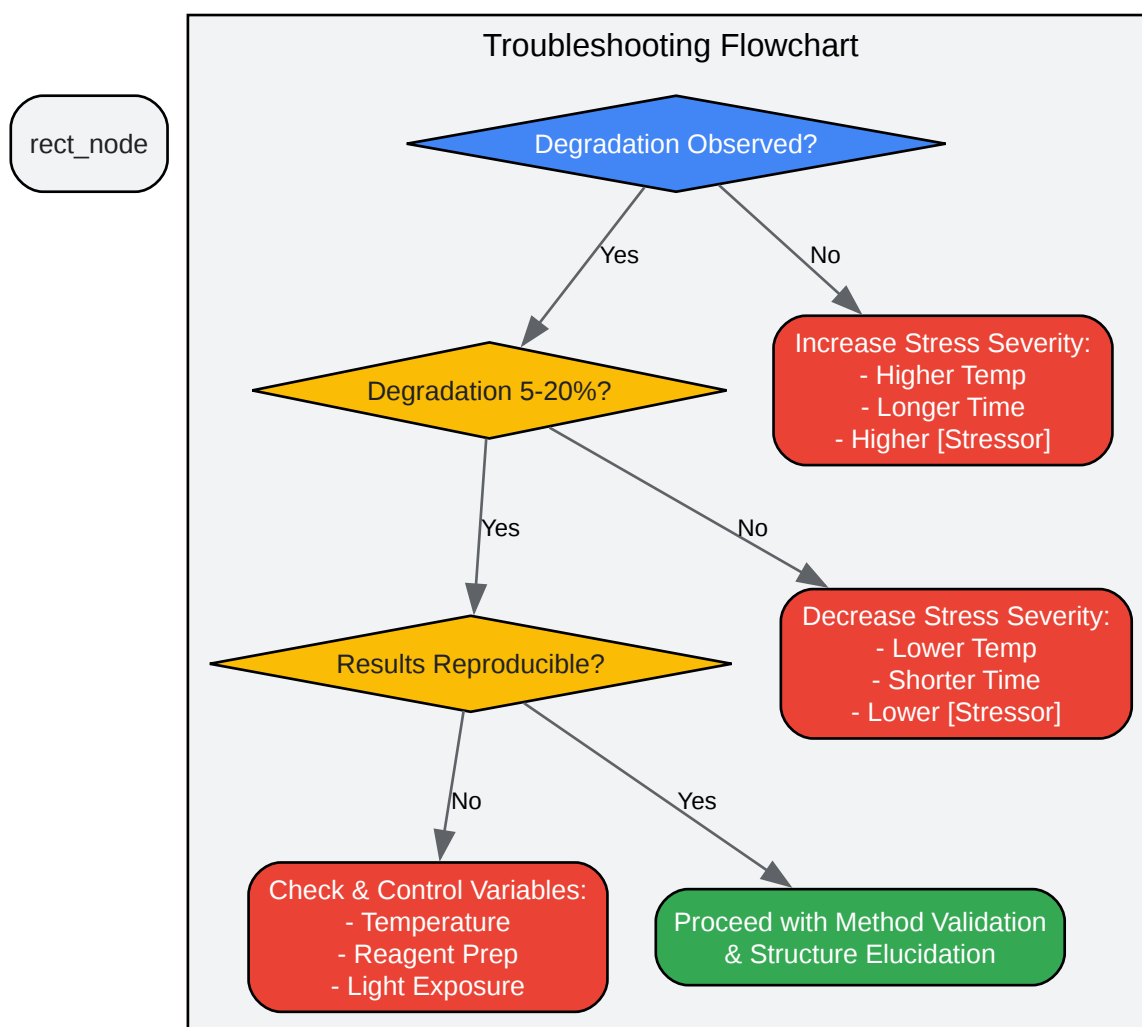 Troubleshooting Flowchart
rect_node
Degradation Observed?
Yes
No
Increase Stress Severity:
- Higher Temp
- Longer Time
- Higher [Stressor]
Degradation 5-20%?
Yes
No
Decrease Stress Severity:
- Lower Temp
- Shorter Time
- Lower [Stressor]
Results Reproducible?
No
Yes
Check & Control Variables:
- Temperature
- Reagent Prep
- Light Exposure
Proceed with Method Validation
& Structure Elucidation